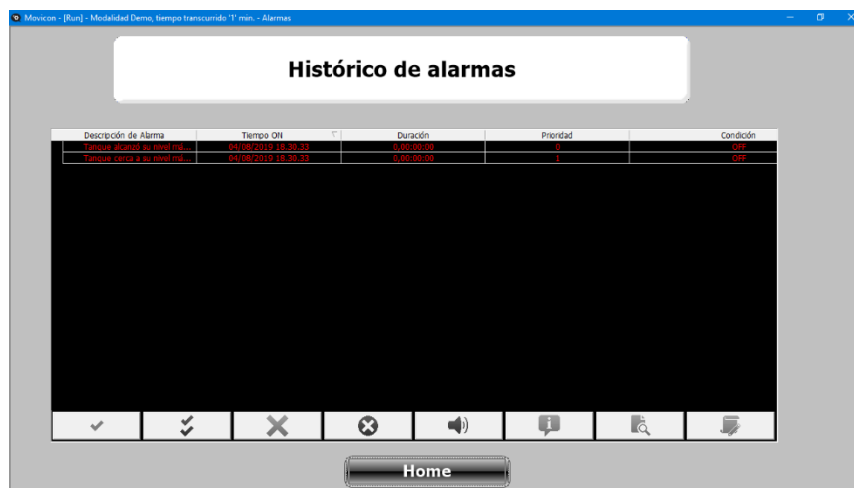 Movicon - [Run] - Modalidad Demo, tiempo transcurrido '1' min. - Alarmas
Histórico de alarmas
Descripción de Alarma Tiempo ON Duración Prioridad Condición
Tanque alcanzó su nivel má... 04/08/2019 18.30.33 0,00:00:00 0 OFF
Tanque cerca a su nivel má... 04/08/2019 18.30.33 0,00:00:00 1 OFF
Home